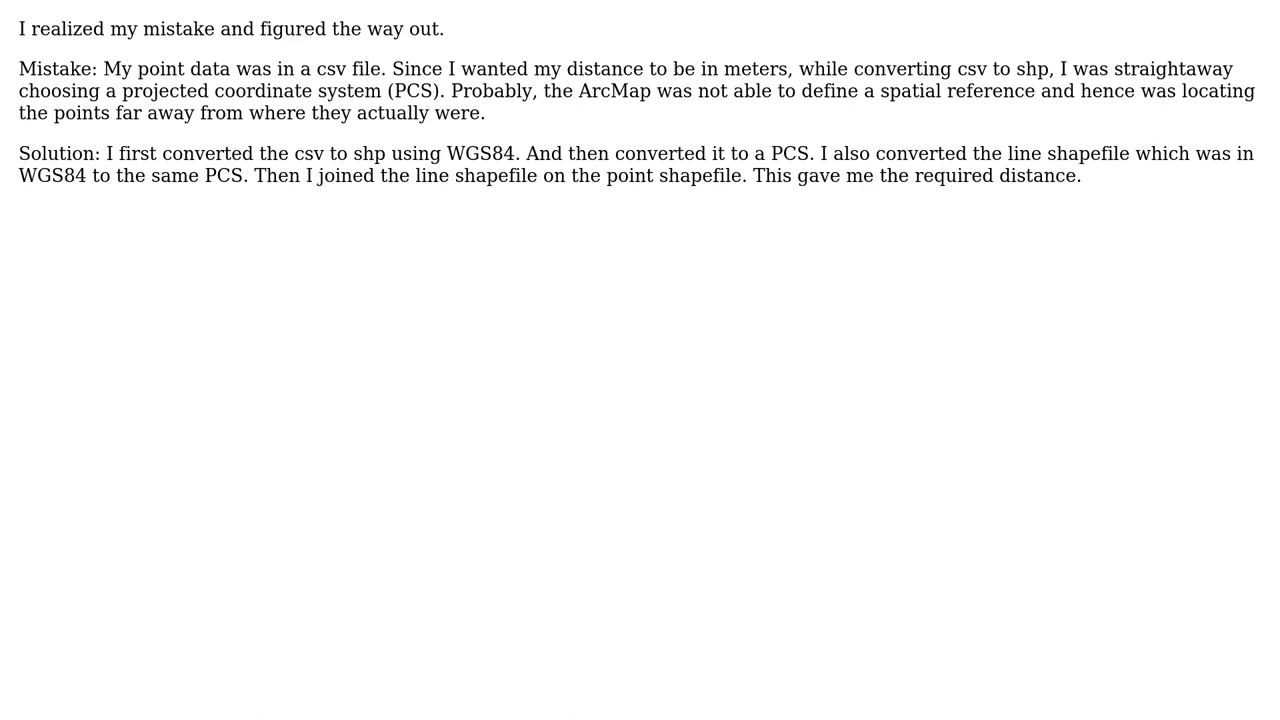 I realized my mistake and figured the way out.
Mistake: My point data was in a csv file. Since I wanted my distance to be in meters, while converting csv to shp, I was straightaway
choosing a projected coordinate system (PCS). Probably, the ArcMap was not able to define a spatial reference and hence was locating
the points far away from where they actually were.
Solution: I first converted the csv to shp using WGS84. And then converted it to a PCS. I also converted the line shapefile which was in
WGS84 to the same PCS. Then I joined the line shapefile on the point shapefile. This gave me the required distance.